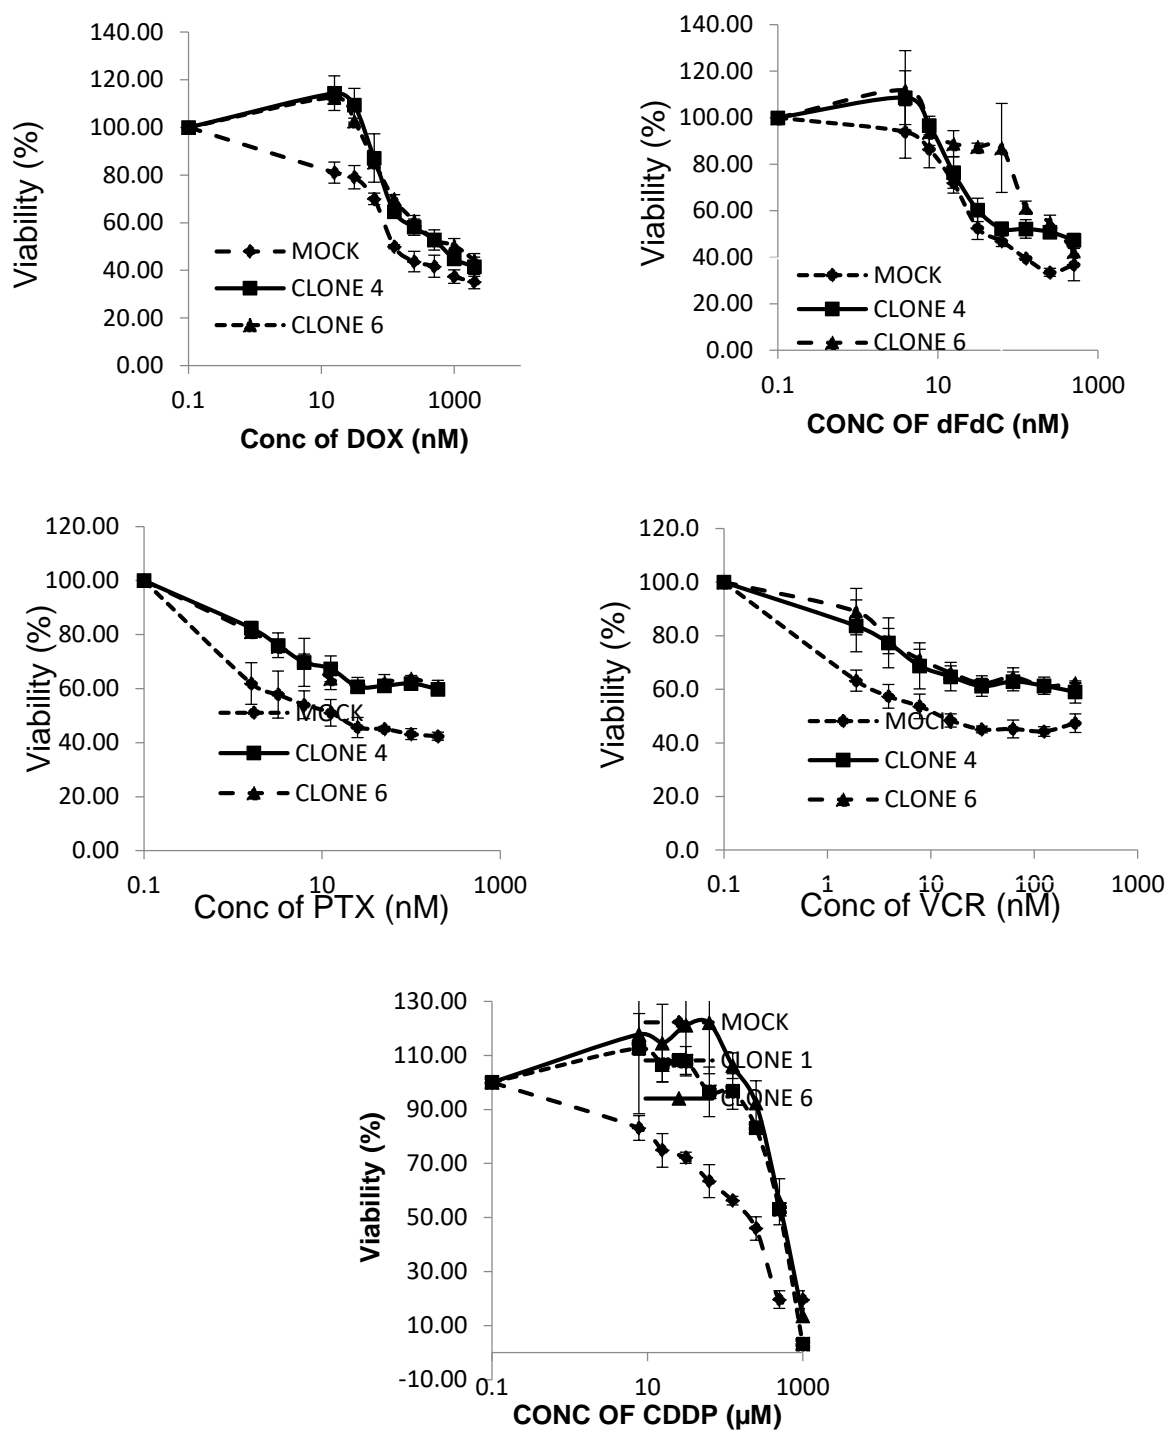 140.00
120.00
100.00
80.00
60.00
40.00
20.00
0.00
Viability (%)
MOCK
CLONE 4
CLONE 6
0.1
10
1000
Conc of DOX (nM)
140.00
120.00
100.00
80.00
60.00
40.00
20.00
0.00
Viability (%)
MOCK
CLONE 4
CLONE 6
0.1
10
1000
CONC OF dFdC (nM)
120.00
100.00
80.00
60.00
40.00
20.00
0.00
Viability (%)
MOCK
CLONE 4
CLONE 6
0.1
10
1000
Conc of PTX (nM)
120.0
100.0
80.0
60.0
40.0
20.0
0.0
Viability (%)
MOCK
CLONE 4
CLONE 6
0.1
1
10
100
1000
Conc of VCR (nM)
130.00
110.00
90.00
70.00
50.00
30.00
10.00
-10.00
Viability (%)
MOCK
CLONE 1
CLONE 6
0.1
10
1000
CONC OF CDDP (µM)